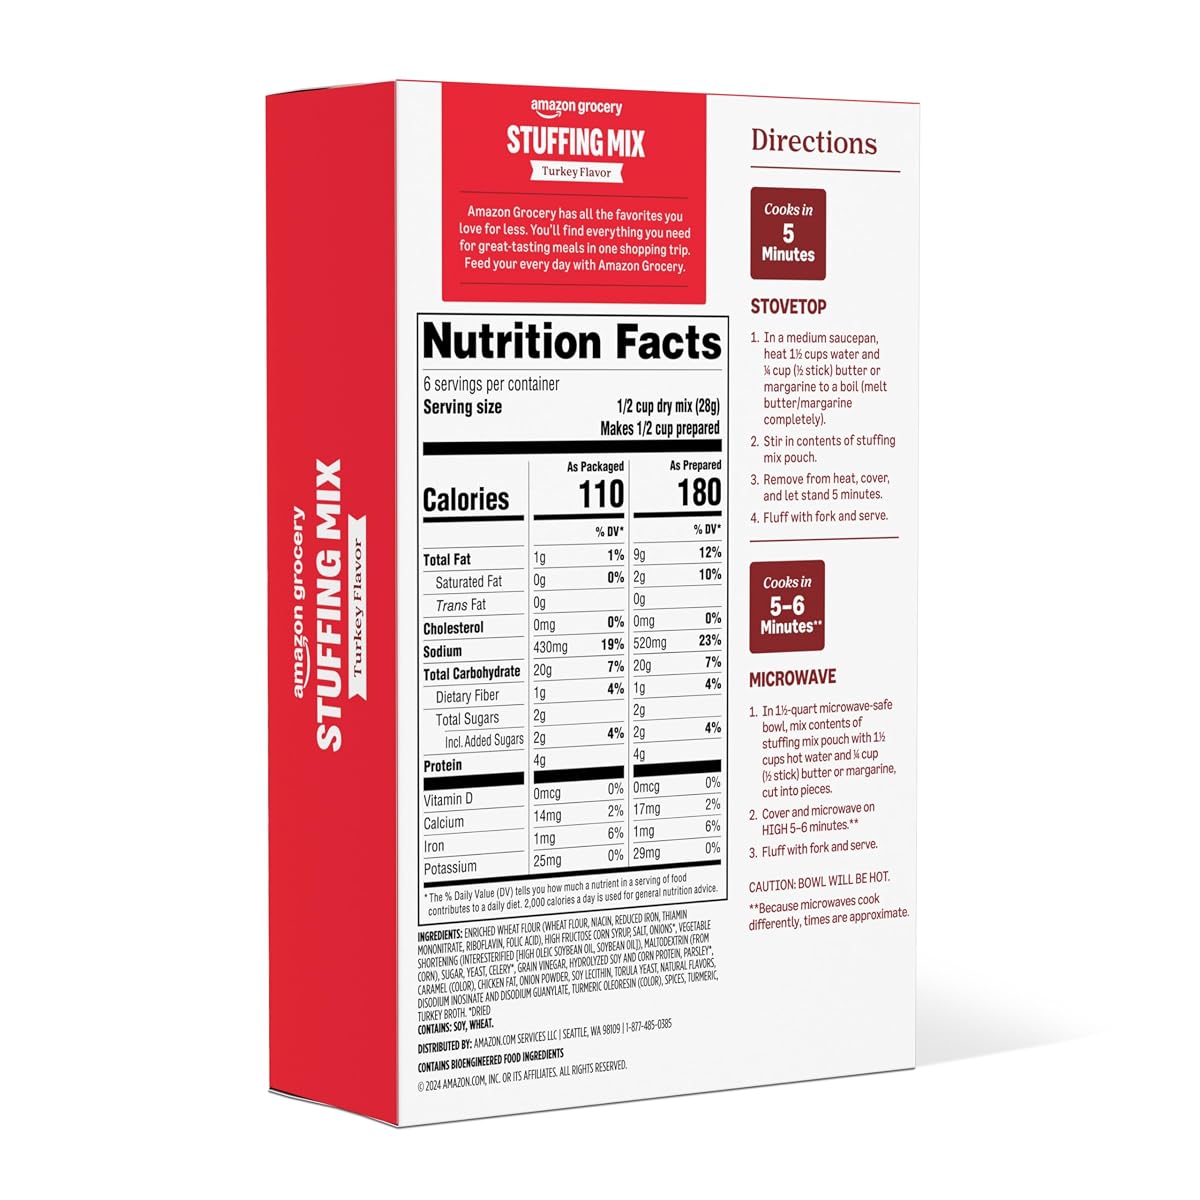 amazon grocery
STUFFING MIX
Turkey Flavor
amazon grocery
STUFFING MIX
Turkey Flavor
Amazon Grocery has all the favorites you
love for less. You'll find everything you need
for great-tasting meals in one shopping trip.
Feed your every day with Amazon Grocery.
Nutrition Facts
6 servings per container
Serving size 1/2 cup dry mix (28g)
Makes 1/2 cup prepared
As Packaged As Prepared
Calories 110 180
% DV* % DV*
Total Fat 1g 1% 9g 12%
Saturated Fat 0g 0% 2g 10%
Trans Fat 0g 0g
Cholesterol 0mg 0% 0mg 0%
Sodium 430mg 19% 520mg 23%
Total Carbohydrate 20g 7% 20g 7%
Dietary Fiber 1g 4% 1g 4%
Total Sugars 2g 2g
Incl. Added Sugars 2g 4% 2g 4%
Protein 4g 4g
Vitamin D 0mcg 0% 0mcg 0%
Calcium 14mg 2% 17mg 2%
Iron 1mg 6% 1mg 6%
Potassium 25mg 0% 29mg 0%
*The % Daily Value (DV) tells you how much a nutrient in a serving of food
contributes to a daily diet. 2,000 calories a day is used for general nutrition advice.
INGREDIENTS: ENRICHED WHEAT FLOUR (WHEAT FLOUR, NIACIN, REDUCED IRON, THIAMIN
MONONITRATE, RIBOFLAVIN, FOLIC ACID), HIGH FRUCTOSE CORN SYRUP, SALT, ONIONS*, VEGETABLE
SHORTENING (INTERESTERIFIED [HIGH OLEIC SOYBEAN OIL, SOYBEAN OIL]), MALTODEXTRIN (FROM
CORN), SUGAR, YEAST, CELERY*, GRAIN VINEGAR, HYDROLYZED SOY AND CORN PROTEIN, PARSLEY*,
CARAMEL (COLOR), CHICKEN FAT, ONION POWDER, SOY LECITHIN, TORULA YEAST, NATURAL FLAVORS,
DISODIUM INOSINATE AND DISODIUM GUANYLATE, TURMERIC OLEORESIN (COLOR), SPICES, TURMERIC,
TURKEY BROTH. *DRIED
CONTAINS: SOY, WHEAT.
DISTRIBUTED BY: AMAZON.COM SERVICES LLC | SEATTLE, WA 98109 | 1-877-485-0385
CONTAINS BIOENGINEERED FOOD INGREDIENTS
© 2024 AMAZON.COM, INC. OR ITS AFFILIATES. ALL RIGHTS RESERVED.
Directions
Cooks in
5
Minutes
STOVETOP
1. In a medium saucepan,
heat 1½ cups water and
¼ cup (½ stick) butter or
margarine to a boil (melt
butter/margarine
completely).
2. Stir in contents of stuffing
mix pouch.
3. Remove from heat, cover,
and let stand 5 minutes.
4. Fluff with fork and serve.
Cooks in
5-6
Minutes**
MICROWAVE
1. In 1½-quart microwave-safe
bowl, mix contents of
stuffing mix pouch with 1½
cups hot water and ¼ cup
(½ stick) butter or margarine,
cut into pieces.
2. Cover and microwave on
HIGH 5-6 minutes.**
3. Fluff with fork and serve.
CAUTION: BOWL WILL BE HOT.
**Because microwaves cook
differently, times are approximate.